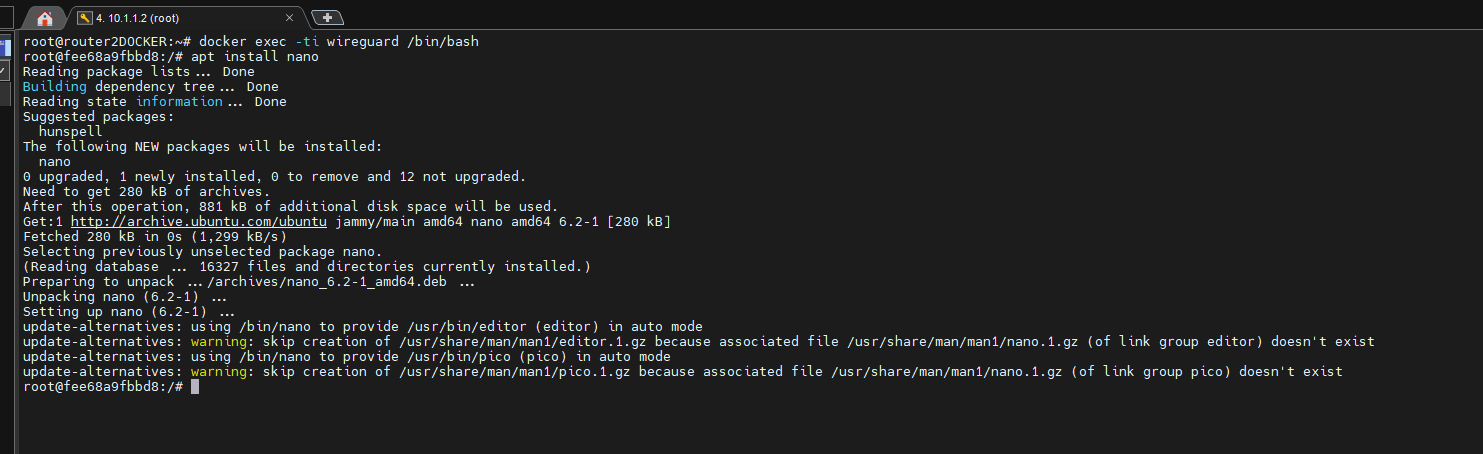 4. 10.1.1.2 (root)
root@router2DOCKER:~# docker exec -ti wireguard /bin/bash
root@fee68a9fbbd8:/# apt install nano
Reading package lists... Done
Building dependency tree... Done
Reading state information... Done
Suggested packages:
  hunspell
The following NEW packages will be installed:
  nano
0 upgraded, 1 newly installed, 0 to remove and 12 not upgraded.
Need to get 280 kB of archives.
After this operation, 881 kB of additional disk space will be used.
Get:1 http://archive.ubuntu.com/ubuntu jammy/main amd64 nano amd64 6.2-1 [280 kB]
Fetched 280 kB in 0s (1,299 kB/s)
Selecting previously unselected package nano.
(Reading database ... 16327 files and directories currently installed.)
Preparing to unpack .../archives/nano_6.2-1_amd64.deb ...
Unpacking nano (6.2-1) ...
Setting up nano (6.2-1) ...
update-alternatives: using /bin/nano to provide /usr/bin/editor (editor) in auto mode
update-alternatives: warning: skip creation of /usr/share/man/man1/editor.1.gz because associated file /usr/share/man/man1/nano.1.gz (of link group editor) doesn't exist
update-alternatives: using /bin/nano to provide /usr/bin/pico (pico) in auto mode
update-alternatives: warning: skip creation of /usr/share/man/man1/pico.1.gz because associated file /usr/share/man/man1/nano.1.gz (of link group pico) doesn't exist
root@fee68a9fbbd8:/#